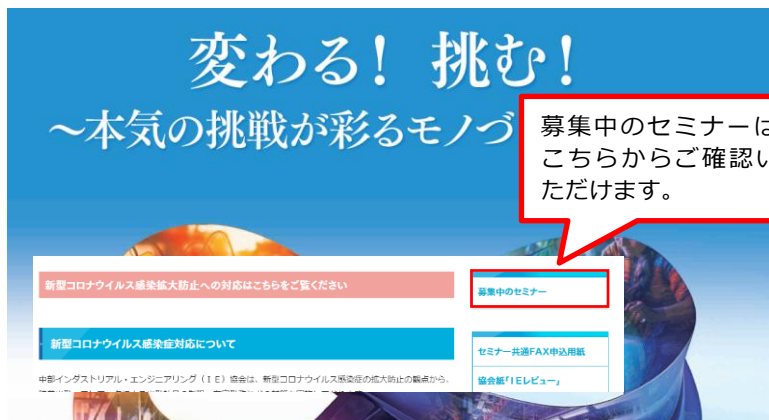 変わる! 挑む!
~本気の挑戦が彩るモノづ
募集中のセミナーは
こちらからご確認い
ただけます。
新型コロナウイルス感染拡大防止への対応はこちらをご覧ください
募集中のセミナー
新型コロナウイルス感染症対応について
セミナー共通FAX申込用紙
中部インダストリアル・エンジニアリング(IE)協会は、新型コロナウイルス感染症の拡大防止の観点から、
協会紙「IEレビュー」